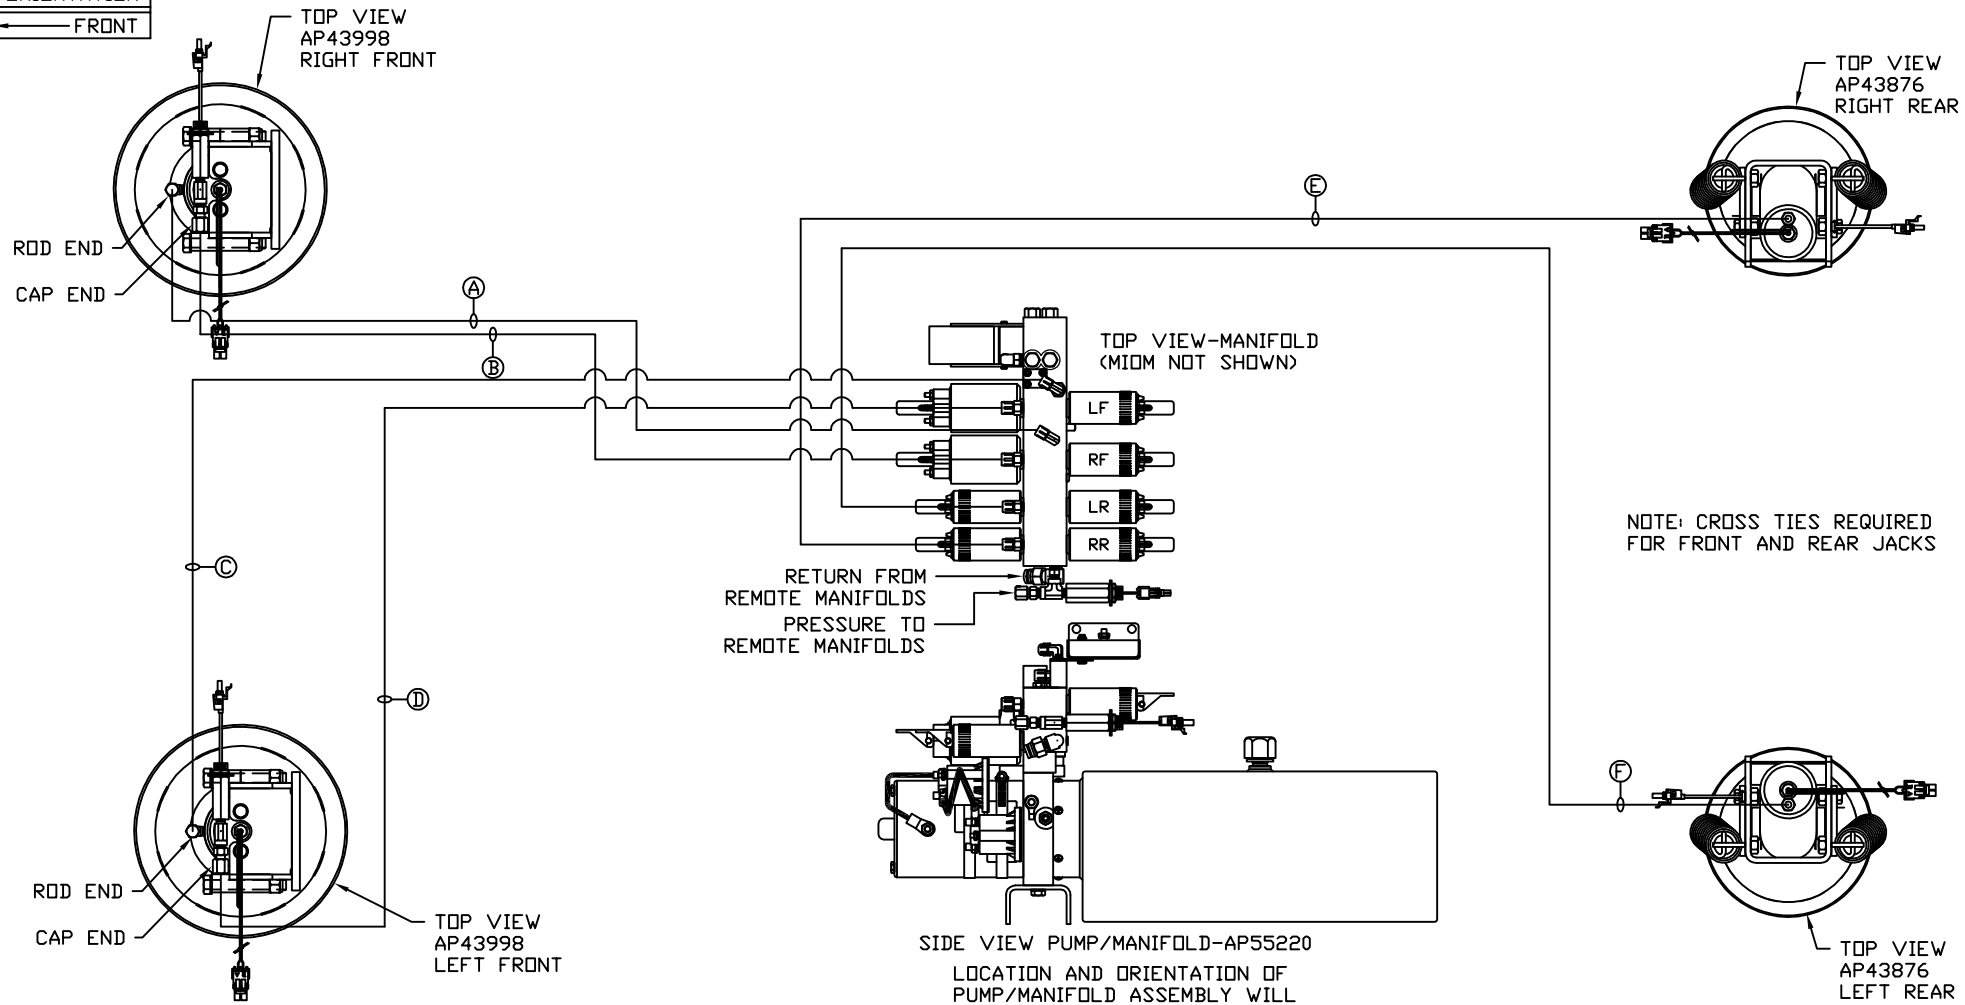 FRONT
TOP VIEW
AP43998
RIGHT FRONT
TOP VIEW
AP43876
RIGHT REAR
E
ROD END
CAP END
A
B
TOP VIEW-MANIFOLD
(MIOM NOT SHOWN)
LF
RF
LR
RR
NOTE: CROSS TIES REQUIRED
FOR FRONT AND REAR JACKS
C
RETURN FROM
REMOTE MANIFOLDS
PRESSURE TO
REMOTE MANIFOLDS
D
F
ROD END
CAP END
TOP VIEW
AP43998
LEFT FRONT
SIDE VIEW PUMP/MANIFOLD-AP55220
LOCATION AND ORIENTATION OF
PUMP/MANIFOLD ASSEMBLY WILL
TOP VIEW
AP43876
LEFT REAR